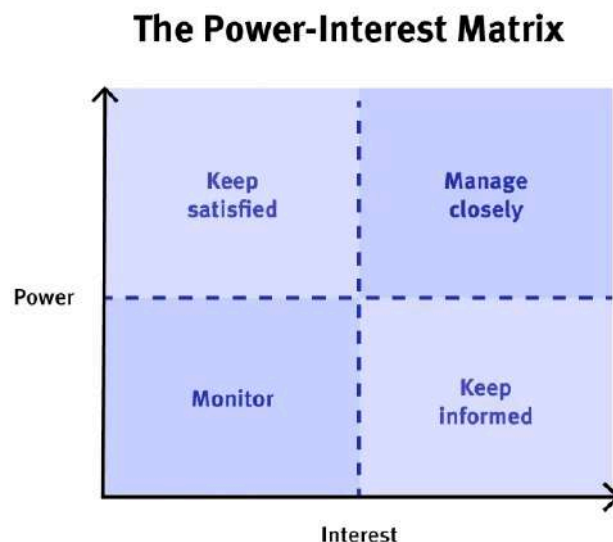 The Power-Interest Matrix
Keep
satisfied
Manage
closely
Power
Monitor
Keep
informed
Interest